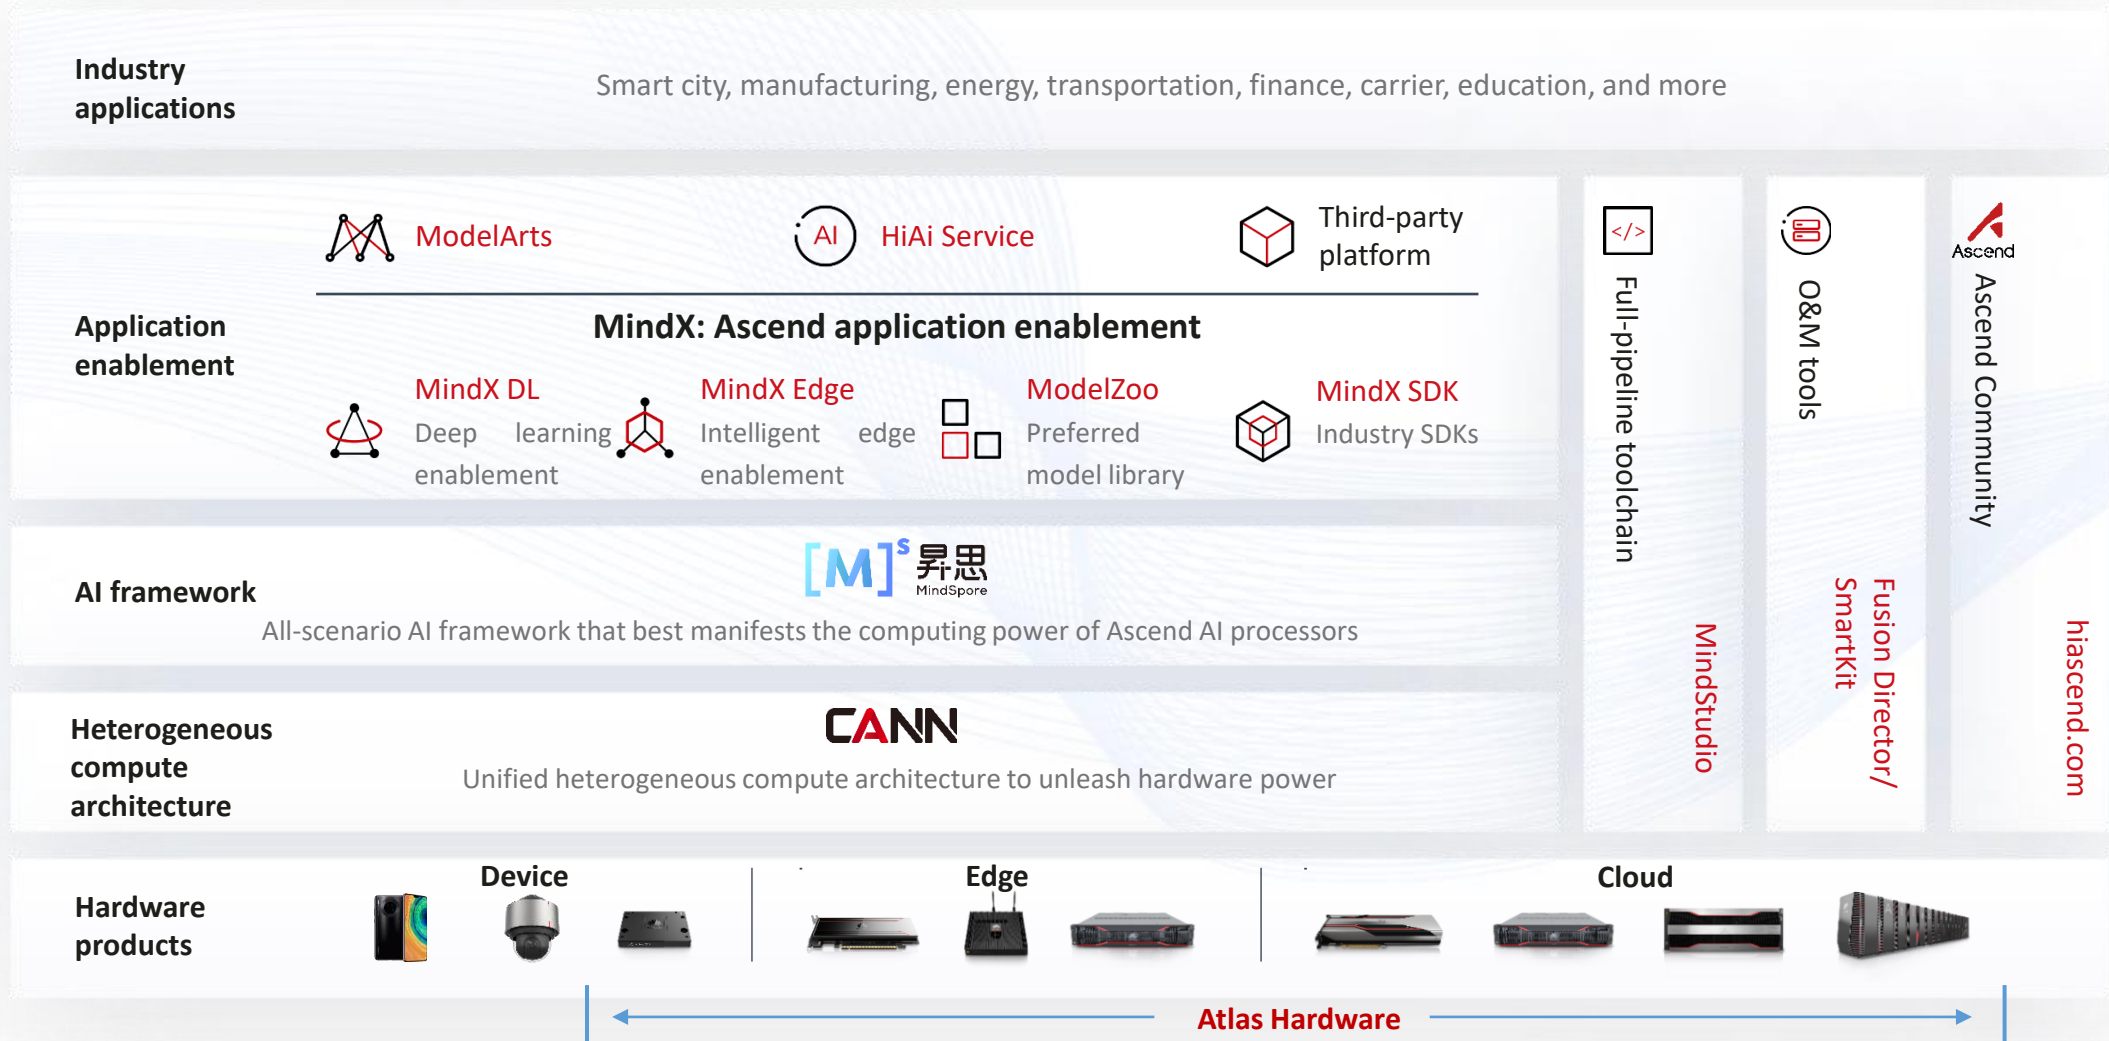 Industry
applications
Smart city, manufacturing, energy, transportation, finance, carrier, education, and more
Application
enablement
ModelArts
AI
HiAi Service
Third-party
platform
MindX: Ascend application enablement
MindX DL
Deep learning
enablement
MindX Edge
Intelligent edge
enablement
ModelZoo
Preferred
model library
MindX SDK
Industry SDKs
</>
Full-pipeline toolchain
MindStudio
O&M tools
Fusion Director/
SmartKit
Ascend
Ascend Community
hiascend.com
AI framework
[M]s 昇思
MindSpore
All-scenario AI framework that best manifests the computing power of Ascend AI processors
Heterogeneous
compute
architecture
CANN
Unified heterogeneous compute architecture to unleash hardware power
Hardware
products
Device
Edge
Cloud
Atlas Hardware